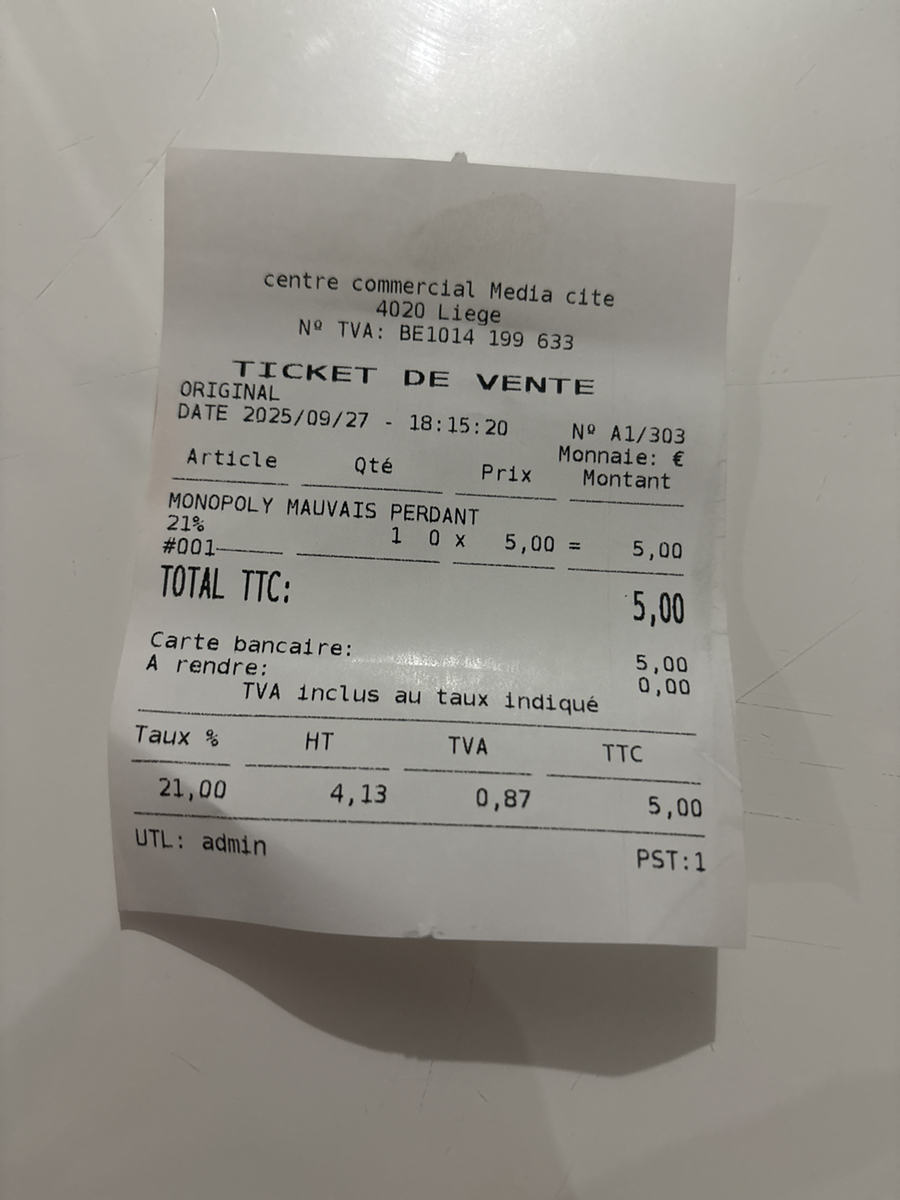 centre commercial Media cite
4020 Liege
Nº TVA: BE1014 199 633
TICKET DE VENTE
ORIGINAL
DATE 2025/09/27 - 18:15:20 Nº A1/303
Monnaie: €
Article Qté Prix Montant
MONOPOLY MAUVAIS PERDANT
21% 1 0 x 5,00 = 5,00
#001
TOTAL TTC: 5,00
Carte bancaire: 5,00
A rendre: 0,00
TVA inclus au taux indiqué
Taux % HT TVA TTC
21,00 4,13 0,87 5,00
UTL: admin PST:1